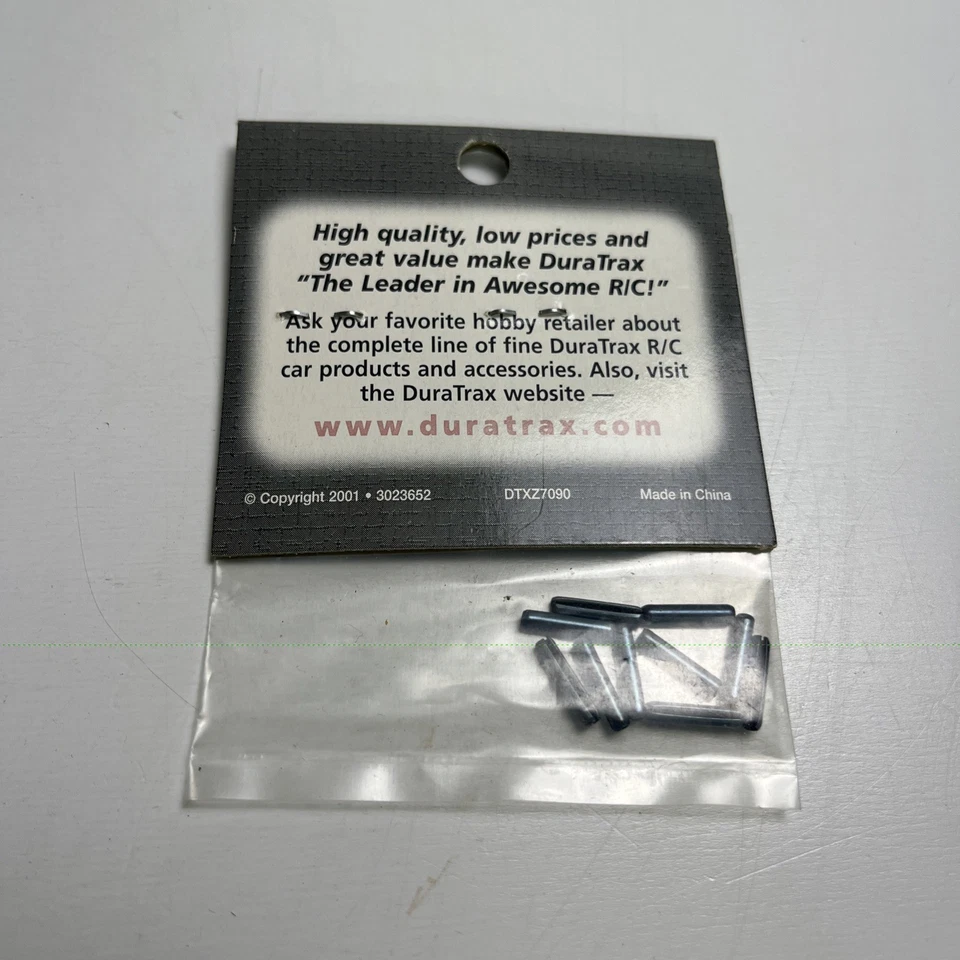 High quality, low prices and
great value make DuraTrax
“The Leader in Awesome R/C!”
Ask your favorite hobby retailer about
the complete line of fine DuraTrax R/C
car products and accessories. Also, visit
the DuraTrax website —
www.duratrax.com
© Copyright 2001 • 3023652 DTXZ7090 Made in China